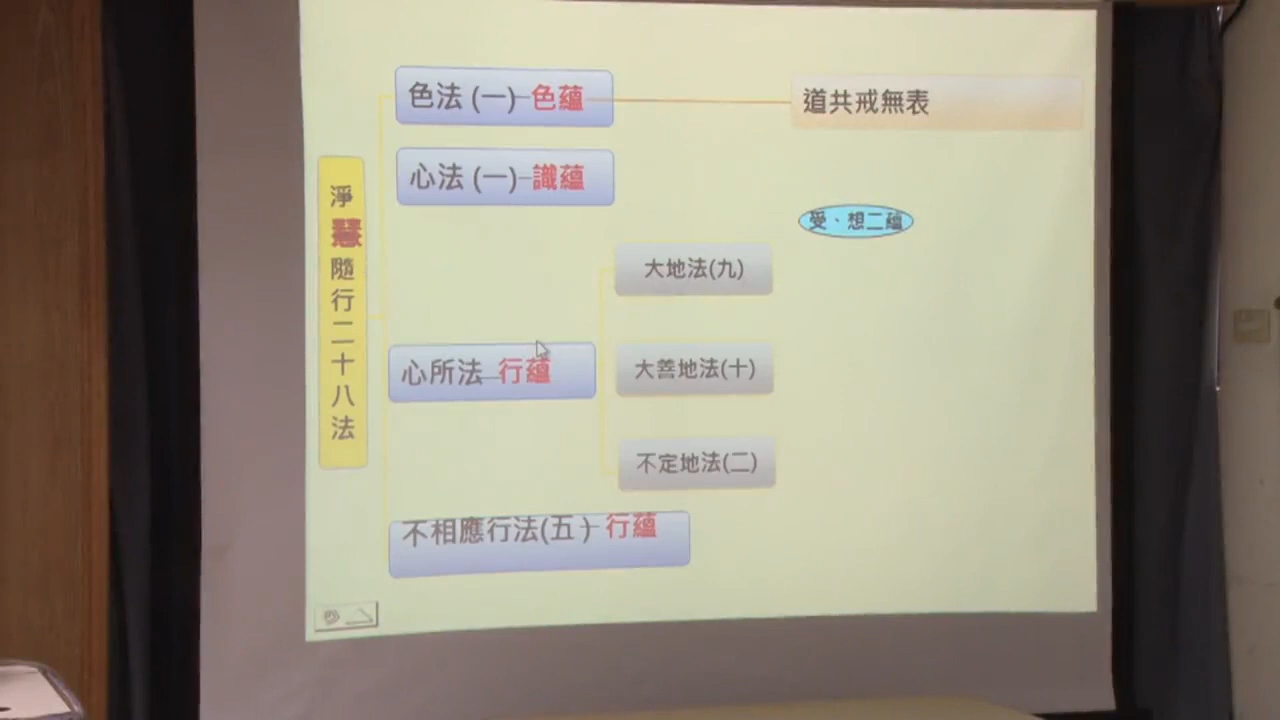 淨慧隨行二十八法
色法 (一)─色蘊
道共戒無表
心法 (一)─識蘊
受、想二蘊
大地法(九)
心所法─行蘊
大善地法(十)
不定地法(二)
不相應行法(五)─行蘊